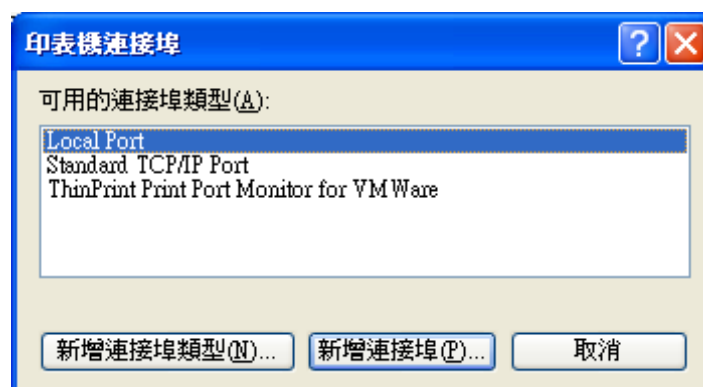 印表機連接埠
可用的連接埠類型(A):
Local Port
Standard TCP/IP Port
ThinPrint Print Port Monitor for VMWare
新增連接埠類型(N)... 新增連接埠(P)... 取消